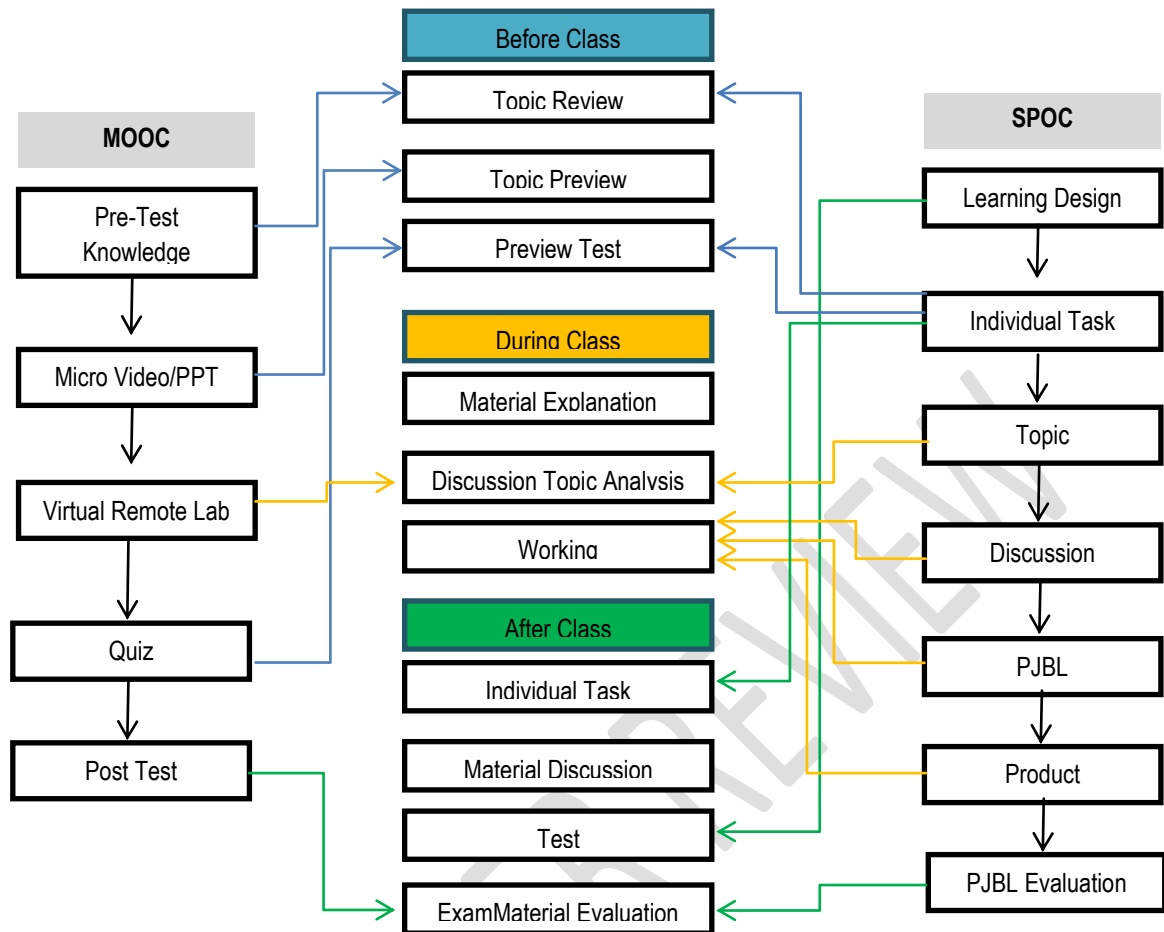 MOOC
Pre-Test
Knowledge
Micro Video/PPT
Virtual Remote Lab
Quiz
Post Test
Before Class
Topic Review
Topic Preview
Preview Test
During Class
Material Explanation
Discussion Topic Analysis
Working
After Class
Individual Task
Material Discussion
Test
ExamMaterial Evaluation
SPOC
Learning Design
Individual Task
Topic
Discussion
PJBL
Product
PJBL Evaluation
REVIEW